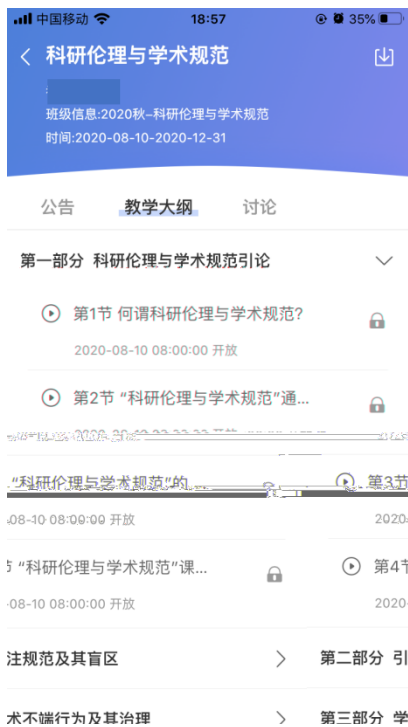 中国移动 18:57 35%
科研伦理与学术规范
班级信息:2020秋-科研伦理与学术规范
时间:2020-08-10-2020-12-31
公告 教学大纲 讨论
第一部分 科研伦理与学术规范引论
第1节 何谓科研伦理与学术规范?
2020-08-10 08:00:00 开放
第2节 “科研伦理与学术规范”通...
“科研伦理与学术规范”的 第3节
-08-10 08:00:00 开放 2020
“科研伦理与学术规范”课... 第4节
-08-10 08:00:00 开放 2020
注规范及其盲区 第二部分 引
术不端行为及其治理 第三部分 学